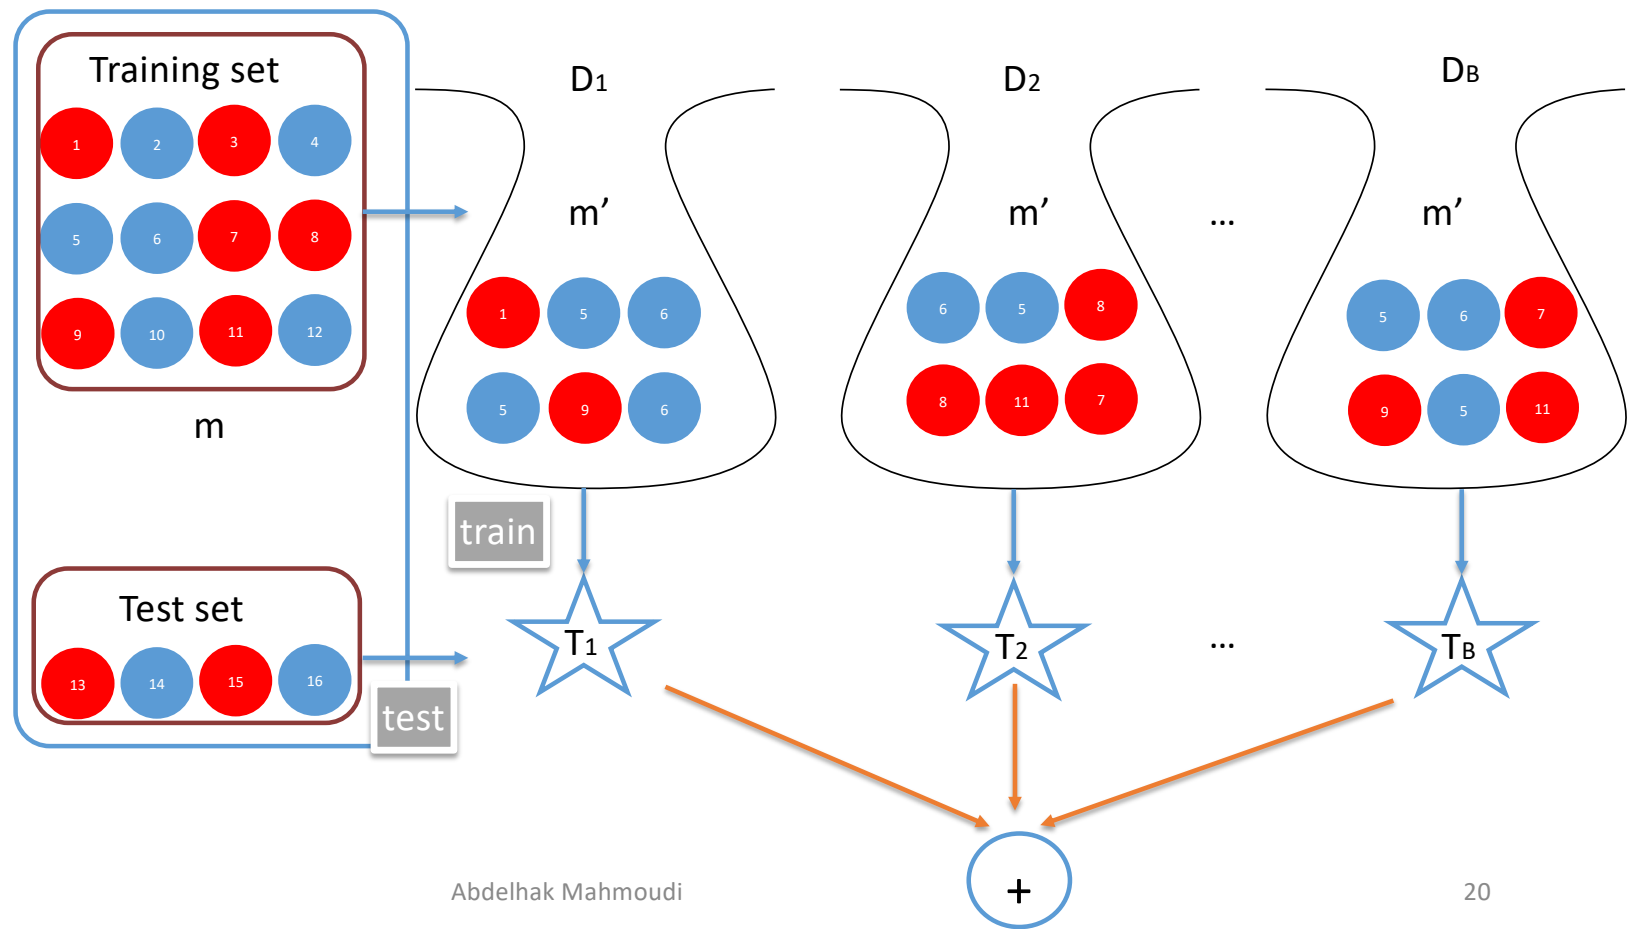 Training set
1 2 3 4
5 6 7 8
9 10 11 12
m
Test set
13 14 15 16
test
train
D1
m’
1 5 6
5 9 6
T1
D2
m’
6 5 8
8 11 7
T2
...
...
DB
m’
5 6 7
9 5 11
TB
+
Abdelhak Mahmoudi
20